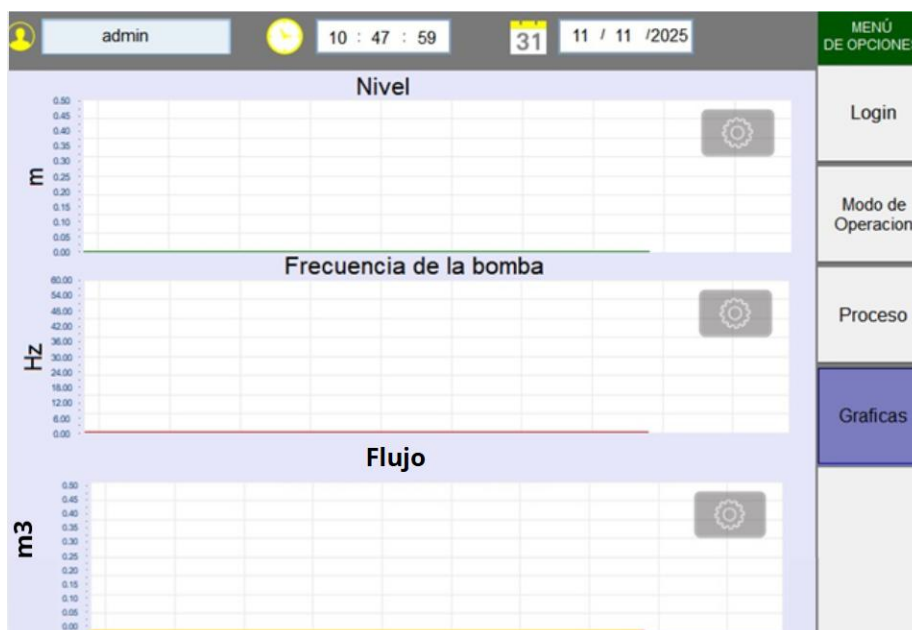 admin
10 : 47 : 59
31
11 / 11 /2025
MENÚ
DE OPCIONES
Login
Modo de
Operacion
Proceso
Graficas
Nivel
m
0.50
0.45
0.40
0.35
0.30
0.25
0.20
0.15
0.10
0.05
0.00
Frecuencia de la bomba
Hz
60.00
54.00
48.00
42.00
36.00
30.00
24.00
18.00
12.00
6.00
0.00
Flujo
m3
0.50
0.45
0.40
0.35
0.30
0.25
0.20
0.15
0.10
0.05
0.00